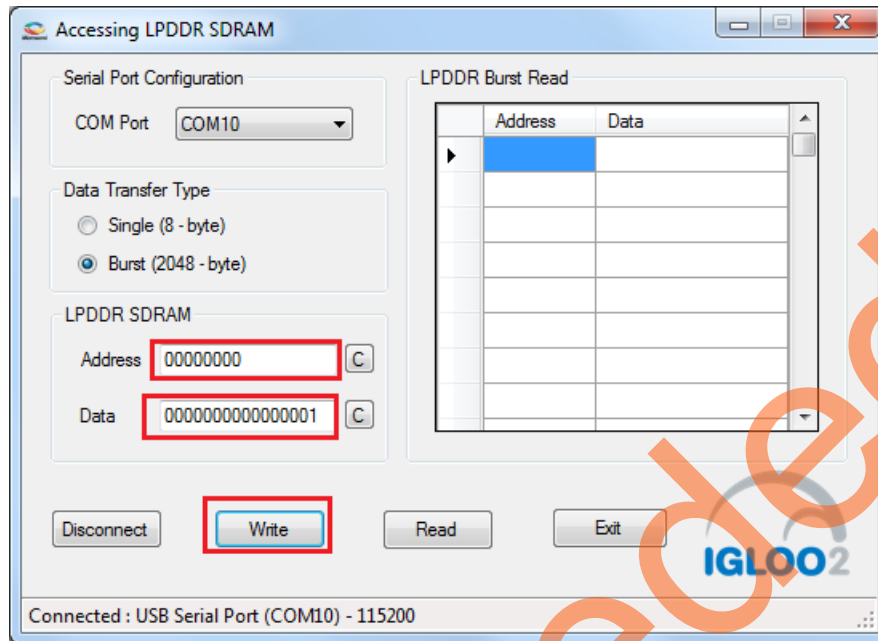 Accessing LPDDR SDRAM
Serial Port Configuration
COM Port COM10
Data Transfer Type
Single (8 - byte)
Burst (2048 - byte)
LPDDR SDRAM
Address 00000000 C
Data 0000000000000001 C
LPDDR Burst Read
Address Data
Disconnect Write Read Exit
IGLOO2
Connected : USB Serial Port (COM10) - 115200